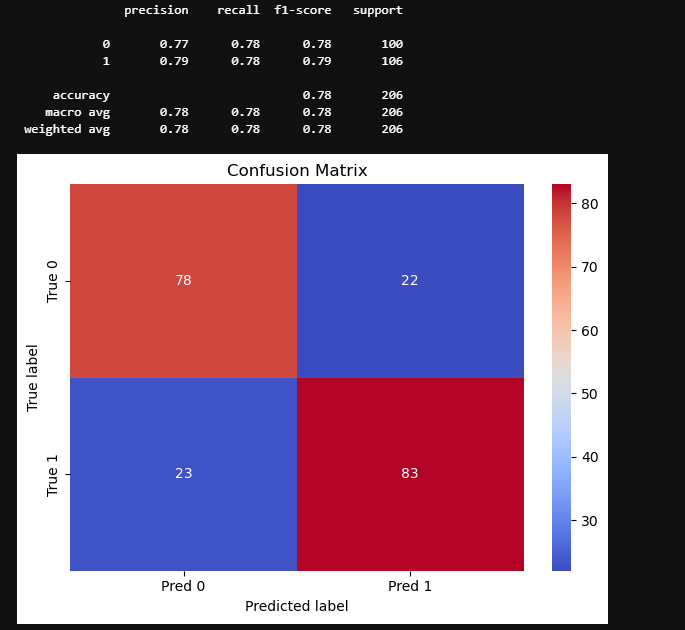 precision recall f1-score support
0 0.77 0.78 0.78 100
1 0.79 0.78 0.79 106
accuracy 0.78 206
macro avg 0.78 0.78 0.78 206
weighted avg 0.78 0.78 0.78 206
Confusion Matrix
80
True 0
78 22
70
60
True label
50
40
True 1
23 83
30
Pred 0 Pred 1
Predicted label